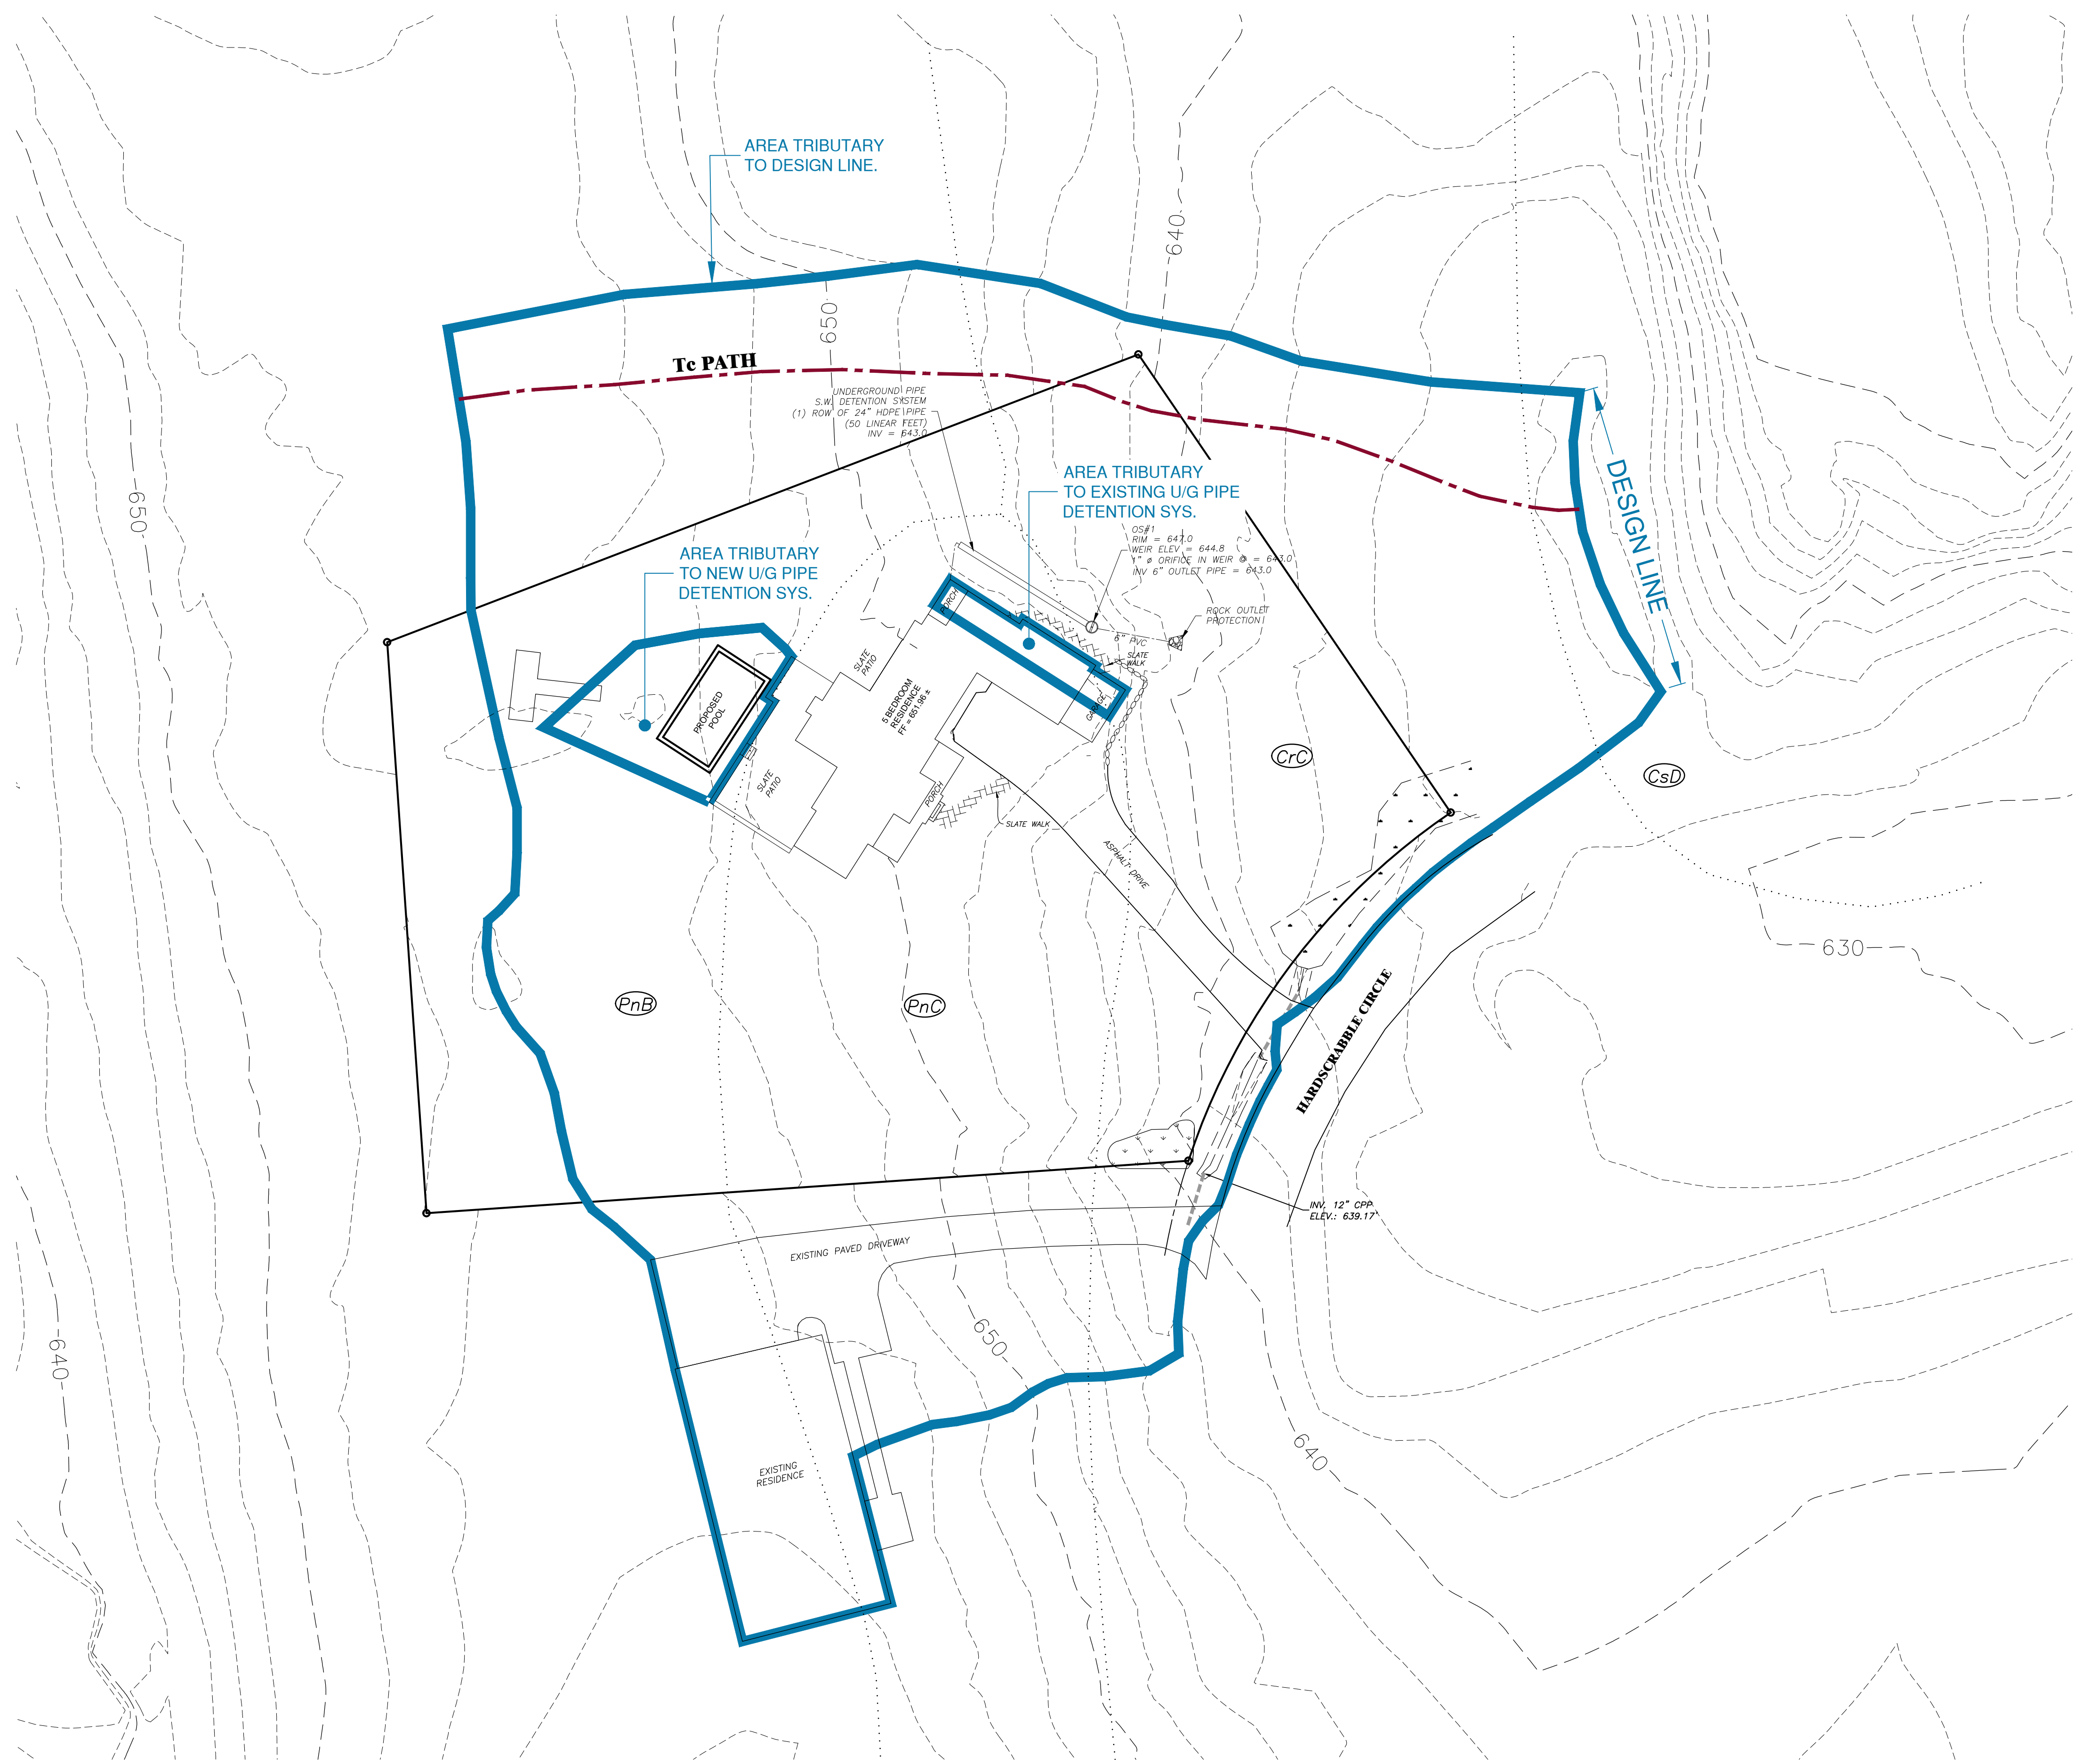 AREA TRIBUTARY
TO DESIGN LINE.
640
650
Tc PATH
UNDERGROUND PIPE
S.W. DETENTION SYSTEM
(1) ROW OF 24" HDPE PIPE
(50 LINEAR FEET)
INV = 643.0
AREA TRIBUTARY
TO EXISTING U/G PIPE
DETENTION SYS.
650
DESIGN LINE
OS#1
RIM = 647.0
WEIR ELEV = 644.8
1" ø ORIFICE IN WEIR @ = 643.0
INV 6" OUTLET PIPE = 643.0
AREA TRIBUTARY
TO NEW U/G PIPE
DETENTION SYS.
PORCH
ROCK OUTLET
PROTECTION
6" PVC
SLATE
WALK
SLATE
PATIO
5 BEDROOM
RESIDENCE
FF = 651.96 ±
GARAGE
PROPOSED
POOL
CrC
CsD
SLATE
PATIO
PORCH
SLATE WALK
ASPHALT DRIVE
630
PnB
PnC
HARDSCRABBLE CIRCLE
INV. 12" CPP
ELEV.: 639.17'
EXISTING PAVED DRIVEWAY
650
640
640
EXISTING
RESIDENCE